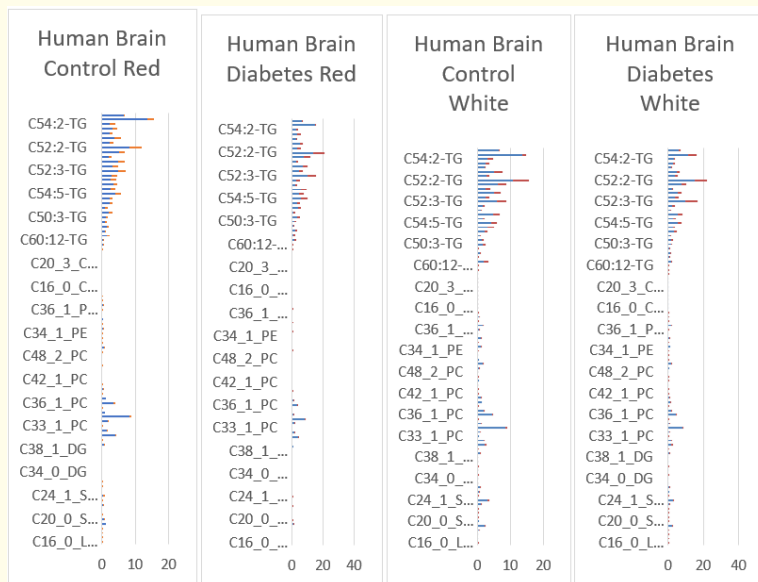 Human Brain
Control Red
C54:2-TG
C52:2-TG
C52:3-TG
C54:5-TG
C50:3-TG
C60:12-TG
C20_3_C...
C16_0_C...
C36_1_P...
C34_1_PE
C48_2_PC
C42_1_PC
C36_1_PC
C33_1_PC
C38_1_DG
C34_0_DG
C24_1_S...
C20_0_S...
C16_0_L...
0 10 20
Human Brain
Diabetes Red
C54:2-TG
C52:2-TG
C52:3-TG
C54:5-TG
C50:3-TG
C60:12-...
C20_3_...
C16_0_...
C36_1_...
C34_1_PE
C48_2_PC
C42_1_PC
C36_1_PC
C33_1_PC
C38_1_...
C34_0_...
C24_1_...
C20_0_...
C16_0_...
0 20 40
Human Brain
Control
White
C54:2-TG
C52:2-TG
C52:3-TG
C54:5-TG
C50:3-TG
C60:12-...
C20_3_...
C16_0_...
C36_1_...
C34_1_PE
C48_2_PC
C42_1_PC
C36_1_PC
C33_1_PC
C38_1_...
C34_0_...
C24_1_S...
C20_0_S...
C16_0_L...
0 10 20
Human Brain
Diabetes
White
C54:2-TG
C52:2-TG
C52:3-TG
C54:5-TG
C50:3-TG
C60:12-TG
C20_3_C...
C16_0_C...
C36_1_P...
C34_1_PE
C48_2_PC
C42_1_PC
C36_1_PC
C33_1_PC
C38_1_DG
C34_0_DG
C24_1_S...
C20_0_S...
C16_0_L...
0 20 40